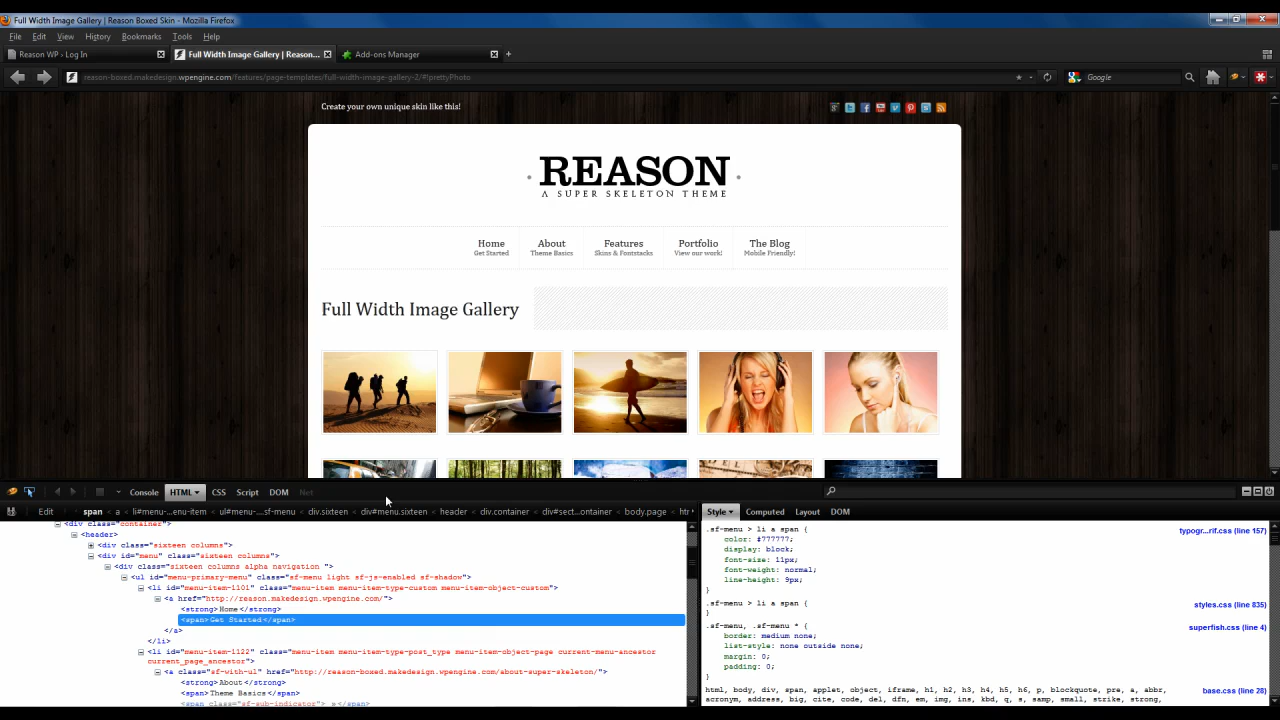 Full Width Image Gallery | Reason Boxed Skin - Mozilla Firefox
File Edit View History Bookmarks Tools Help
Reason WP › Log In Full Width Image Gallery | Reason... Add-ons Manager
reason-boxed.makedesign.wpengine.com/features/page-templates/full-width-image-gallery-2/#!prettyPhoto Google
Create your own unique skin like this!
REASON
A SUPER SKELETON THEME
Home About Features Portfolio The Blog
Get Started Theme Basics Skins & Fontstacks View our work! Mobile Friendly!
Full Width Image Gallery
Console HTML CSS Script DOM Net
Edit span < a < li#menu-...enu-item < ul#menu-...sf-menu < div.sixteen < div#menu.sixteen < header < div.container < div#sect...ontainer < body.page < htr
Style Computed Layout DOM
<div class="container">
<header>
<div class="sixteen columns">
<div id="menu" class="sixteen columns">
<div class="sixteen columns alpha navigation ">
<ul id="menu-primary-menu" class="sf-menu light sf-js-enabled sf-shadow">
<li id="menu-item-1101" class="menu-item menu-item-type-custom menu-item-object-custom">
<a href="http://reason.makedesign.wpengine.com/">
<strong>Home</strong>
<span>Get Started</span>
</a>
</li>
<li id="menu-item-1122" class="menu-item menu-item-type-post_type menu-item-object-page current-menu-ancestor
current_page_ancestor">
<a class="sf-with-ul" href="http://reason-boxed.makedesign.wpengine.com/about-super-skeleton/">
<strong>About</strong>
<span>Theme Basics</span>
<span class="sf-sub-indicator"> »</span>
.sf-menu > li a span { typogr...rif.css (line 157)
color: #777777;
display: block;
font-size: 11px;
font-weight: normal;
line-height: 9px;
}
.sf-menu > li a span { styles.css (line 835)
}
.sf-menu, .sf-menu * { superfish.css (line 4)
border: medium none;
list-style: none outside none;
margin: 0;
padding: 0;
}
html, body, div, span, applet, object, iframe, h1, h2, h3, h4, h5, h6, p, blockquote, pre, a, abbr, base.css (line 28)
acronym, address, big, cite, code, del, dfn, em, img, ins, kbd, q, s, samp, small, strike, strong,